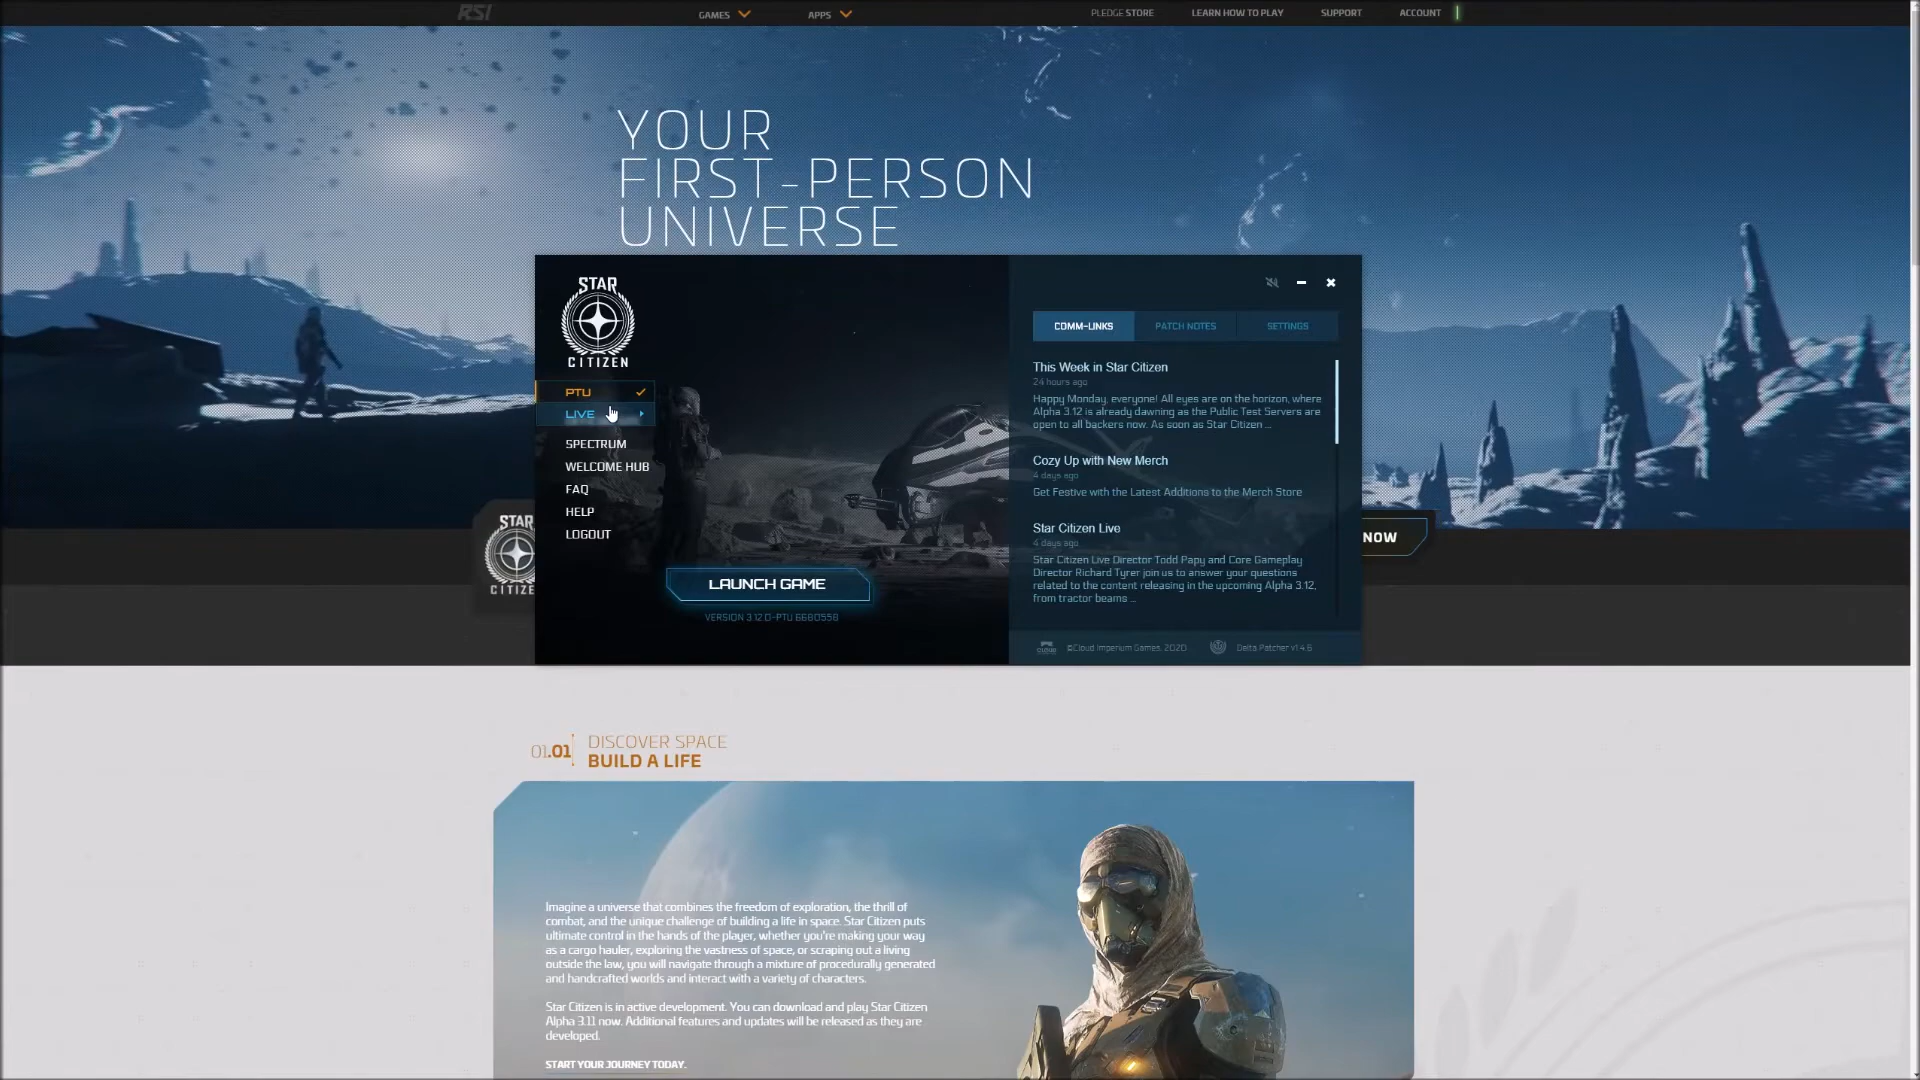 RSI
GAMES
APPS
PLEDGE STORE
LEARN HOW TO PLAY
SUPPORT
ACCOUNT
YOUR
FIRST-PERSON
UNIVERSE
STAR
CITIZEN
PTU
LIVE
SPECTRUM
WELCOME HUB
FAQ
HELP
LOGOUT
LAUNCH GAME
VERSION 3.12.0-PTU 6680556
COMM-LINKS
PATCH NOTES
SETTINGS
This Week in Star Citizen
24 hours ago
Happy Monday, everyone! All eyes are on the horizon, where
Alpha 3.12 is already dawning as the Public Test Servers are
open to all backers now. As soon as Star Citizen ...
Cozy Up with New Merch
4 days ago
Get Festive with the Latest Additions to the Merch Store
Star Citizen Live
4 days ago
Star Citizen Live Director Todd Papy and Core Gameplay
Director Richard Tyrer join us to answer your questions
related to the content releasing in the upcoming Alpha 3.12,
from tractor beams ...
CLOUD
©Cloud Imperium Games, 2020
Delta Patcher v1.4.6
STAR
CITIZE
NOW
01.01
DISCOVER SPACE
BUILD A LIFE
Imagine a universe that combines the freedom of exploration, the thrill of
combat, and the unique challenge of building a life in space. Star Citizen puts
ultimate control in the hands of the player, whether you're making your way
as a cargo hauler, exploring the vastness of space, or scraping out a living
outside the law, you will navigate through a mixture of procedurally generated
and handcrafted worlds and interact with a variety of characters.
Star Citizen is in active development. You can download and play Star Citizen
Alpha 3.11 now. Additional features and updates will be released as they are
developed.
START YOUR JOURNEY TODAY.